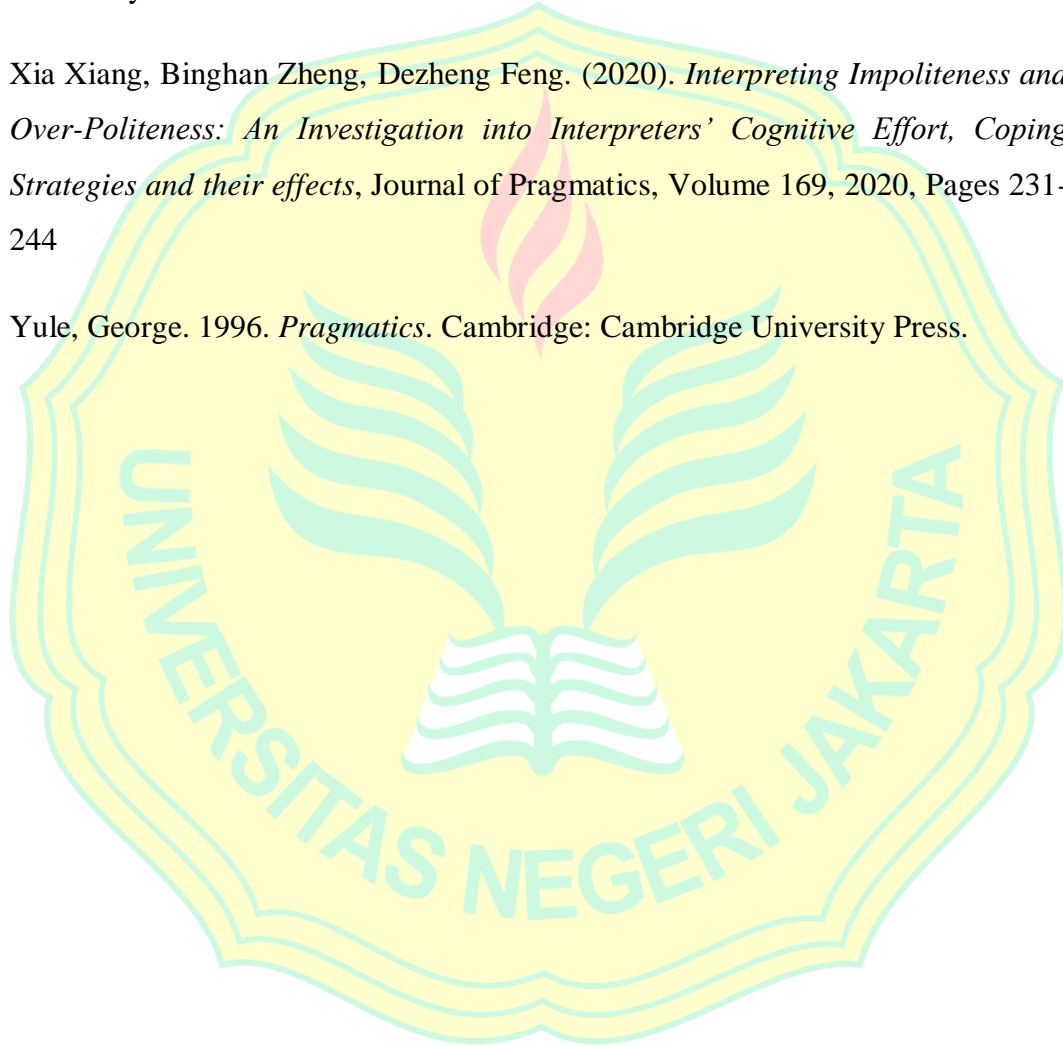 Xia Xiang, Binghan Zheng, Dezheng Feng. (2020). Interpreting Impoliteness and
Over-Politeness: An Investigation into Interpreters’ Cognitive Effort, Coping
Strategies and their effects, Journal of Pragmatics, Volume 169, 2020, Pages 231-
244
Yule, George. 1996. Pragmatics. Cambridge: Cambridge University Press.
UNIVERSITAS NEGERI JAKARTA